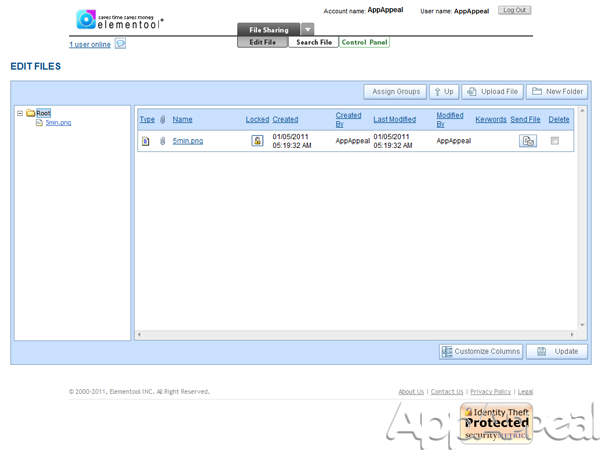 Account name: AppAppeal User name: AppAppeal Log Out
saves time saves money
elementool
File Sharing
1 user online
Edit File Search File Control Panel
EDIT FILES
Assign Groups Up Upload File New Folder
Root
5min.png
Type Name Locked Created Created By Last Modified Modified By Keywords Send File Delete
5min.png 01/05/2011 05:19:32 AM AppAppeal 01/05/2011 05:19:32 AM AppAppeal
Customize Columns Update
© 2000-2011, Elementool INC. All Right Reserved.
About Us | Contact Us | Privacy Policy | Legal
Identity Theft
Protected
SECURITYMETRICS
AppAppeal